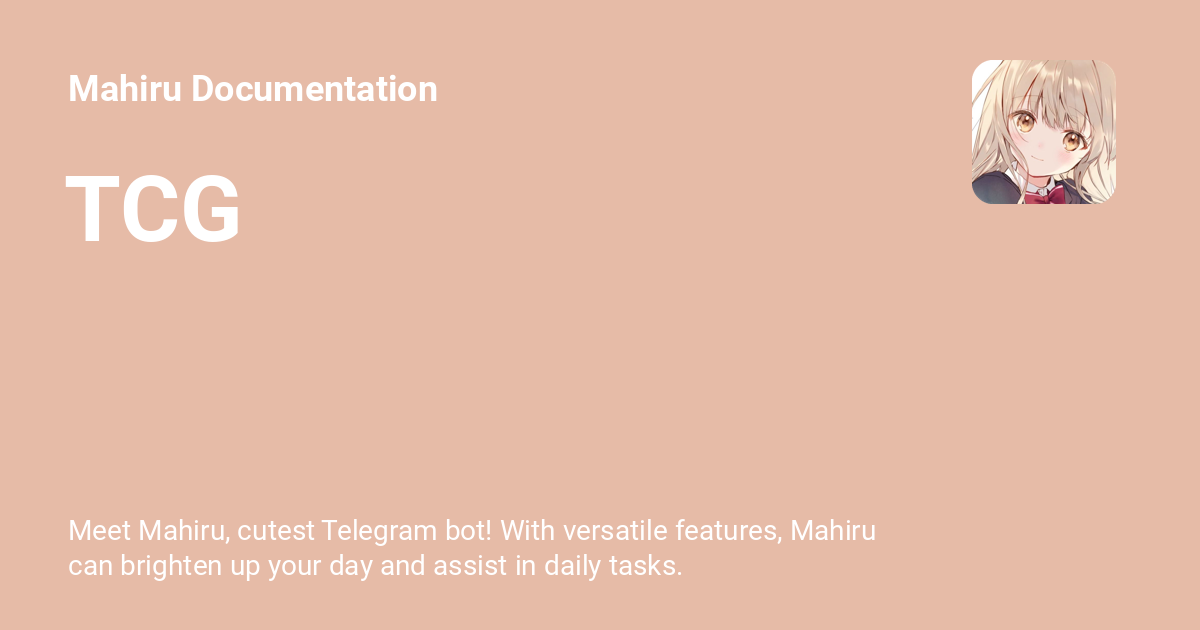 Mahiru Documentation
TCG
Meet Mahiru, cutest Telegram bot! With versatile features, Mahiru
can brighten up your day and assist in daily tasks.